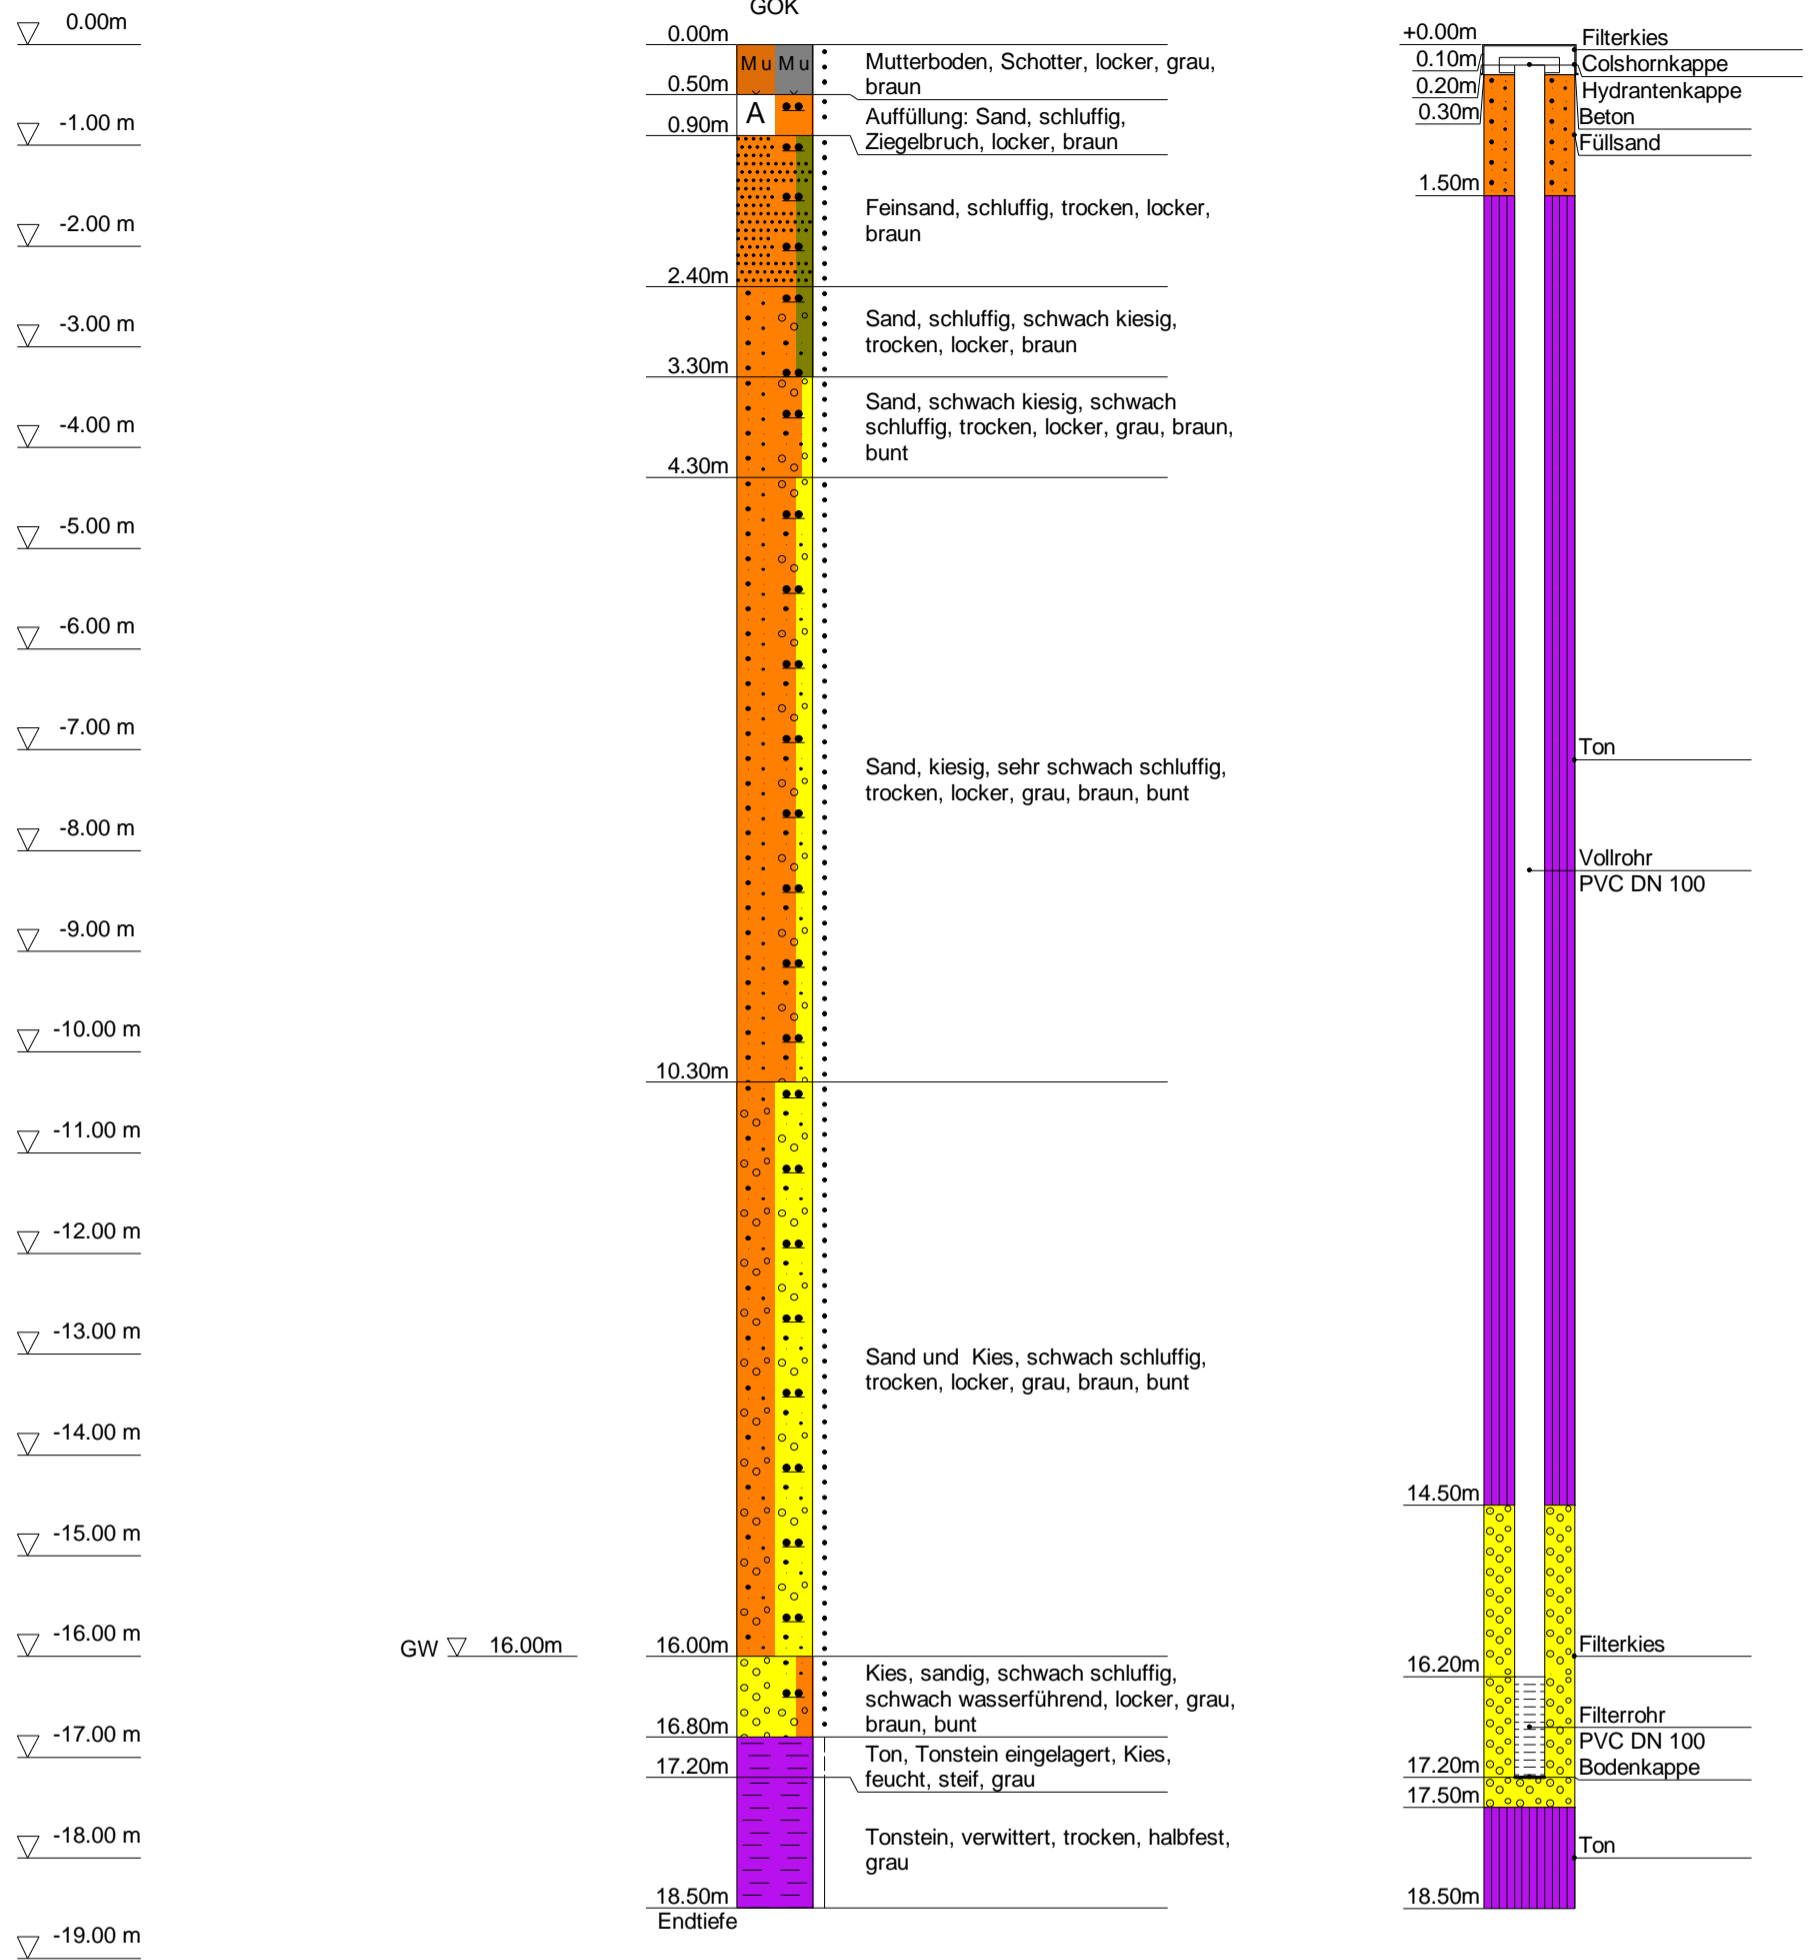 GOK
0.00m
-1.00 m
-2.00 m
-3.00 m
-4.00 m
-5.00 m
-6.00 m
-7.00 m
-8.00 m
-9.00 m
-10.00 m
-11.00 m
-12.00 m
-13.00 m
-14.00 m
-15.00 m
-16.00 m
-17.00 m
-18.00 m
-19.00 m
GW 16.00m
0.00m
Mu Mu
0.50m
A
0.90m
2.40m
3.30m
4.30m
10.30m
16.00m
16.80m
17.20m
18.50m
Endtiefe
Mutterboden, Schotter, locker, grau,
braun
Auffüllung: Sand, schluffig,
Ziegelbruch, locker, braun
Feinsand, schluffig, trocken, locker,
braun
Sand, schluffig, schwach kiesig,
trocken, locker, braun
Sand, schwach kiesig, schwach
schluffig, trocken, locker, grau, braun,
bunt
Sand, kiesig, sehr schwach schluffig,
trocken, locker, grau, braun, bunt
Sand und  Kies, schwach schluffig,
trocken, locker, grau, braun, bunt
Kies, sandig, schwach schluffig,
schwach wasserführend, locker, grau,
braun, bunt
Ton, Tonstein eingelagert, Kies,
feucht, steif, grau
Tonstein, verwittert, trocken, halbfest,
grau
+0.00m
0.10m
0.20m
0.30m
1.50m
14.50m
16.20m
17.20m
17.50m
18.50m
Filterkies
Colshornkappe
Hydrantenkappe
Beton
Füllsand
Ton
Vollrohr
PVC DN 100
Filterkies
Filterrohr
PVC DN 100
Bodenkappe
Ton